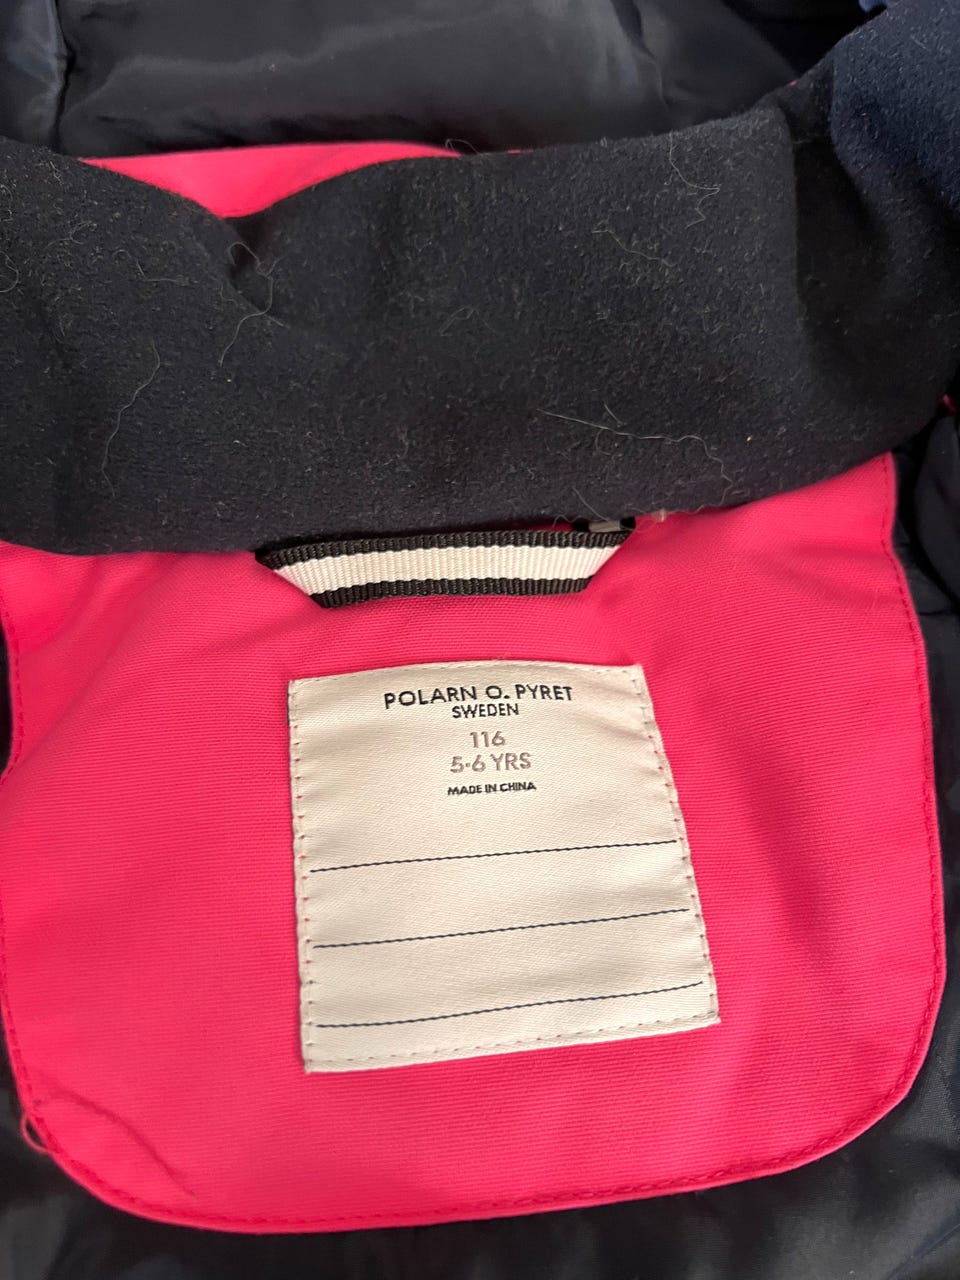 POLARN O. PYRET
SWEDEN
116
5-6 YRS
MADE IN CHINA